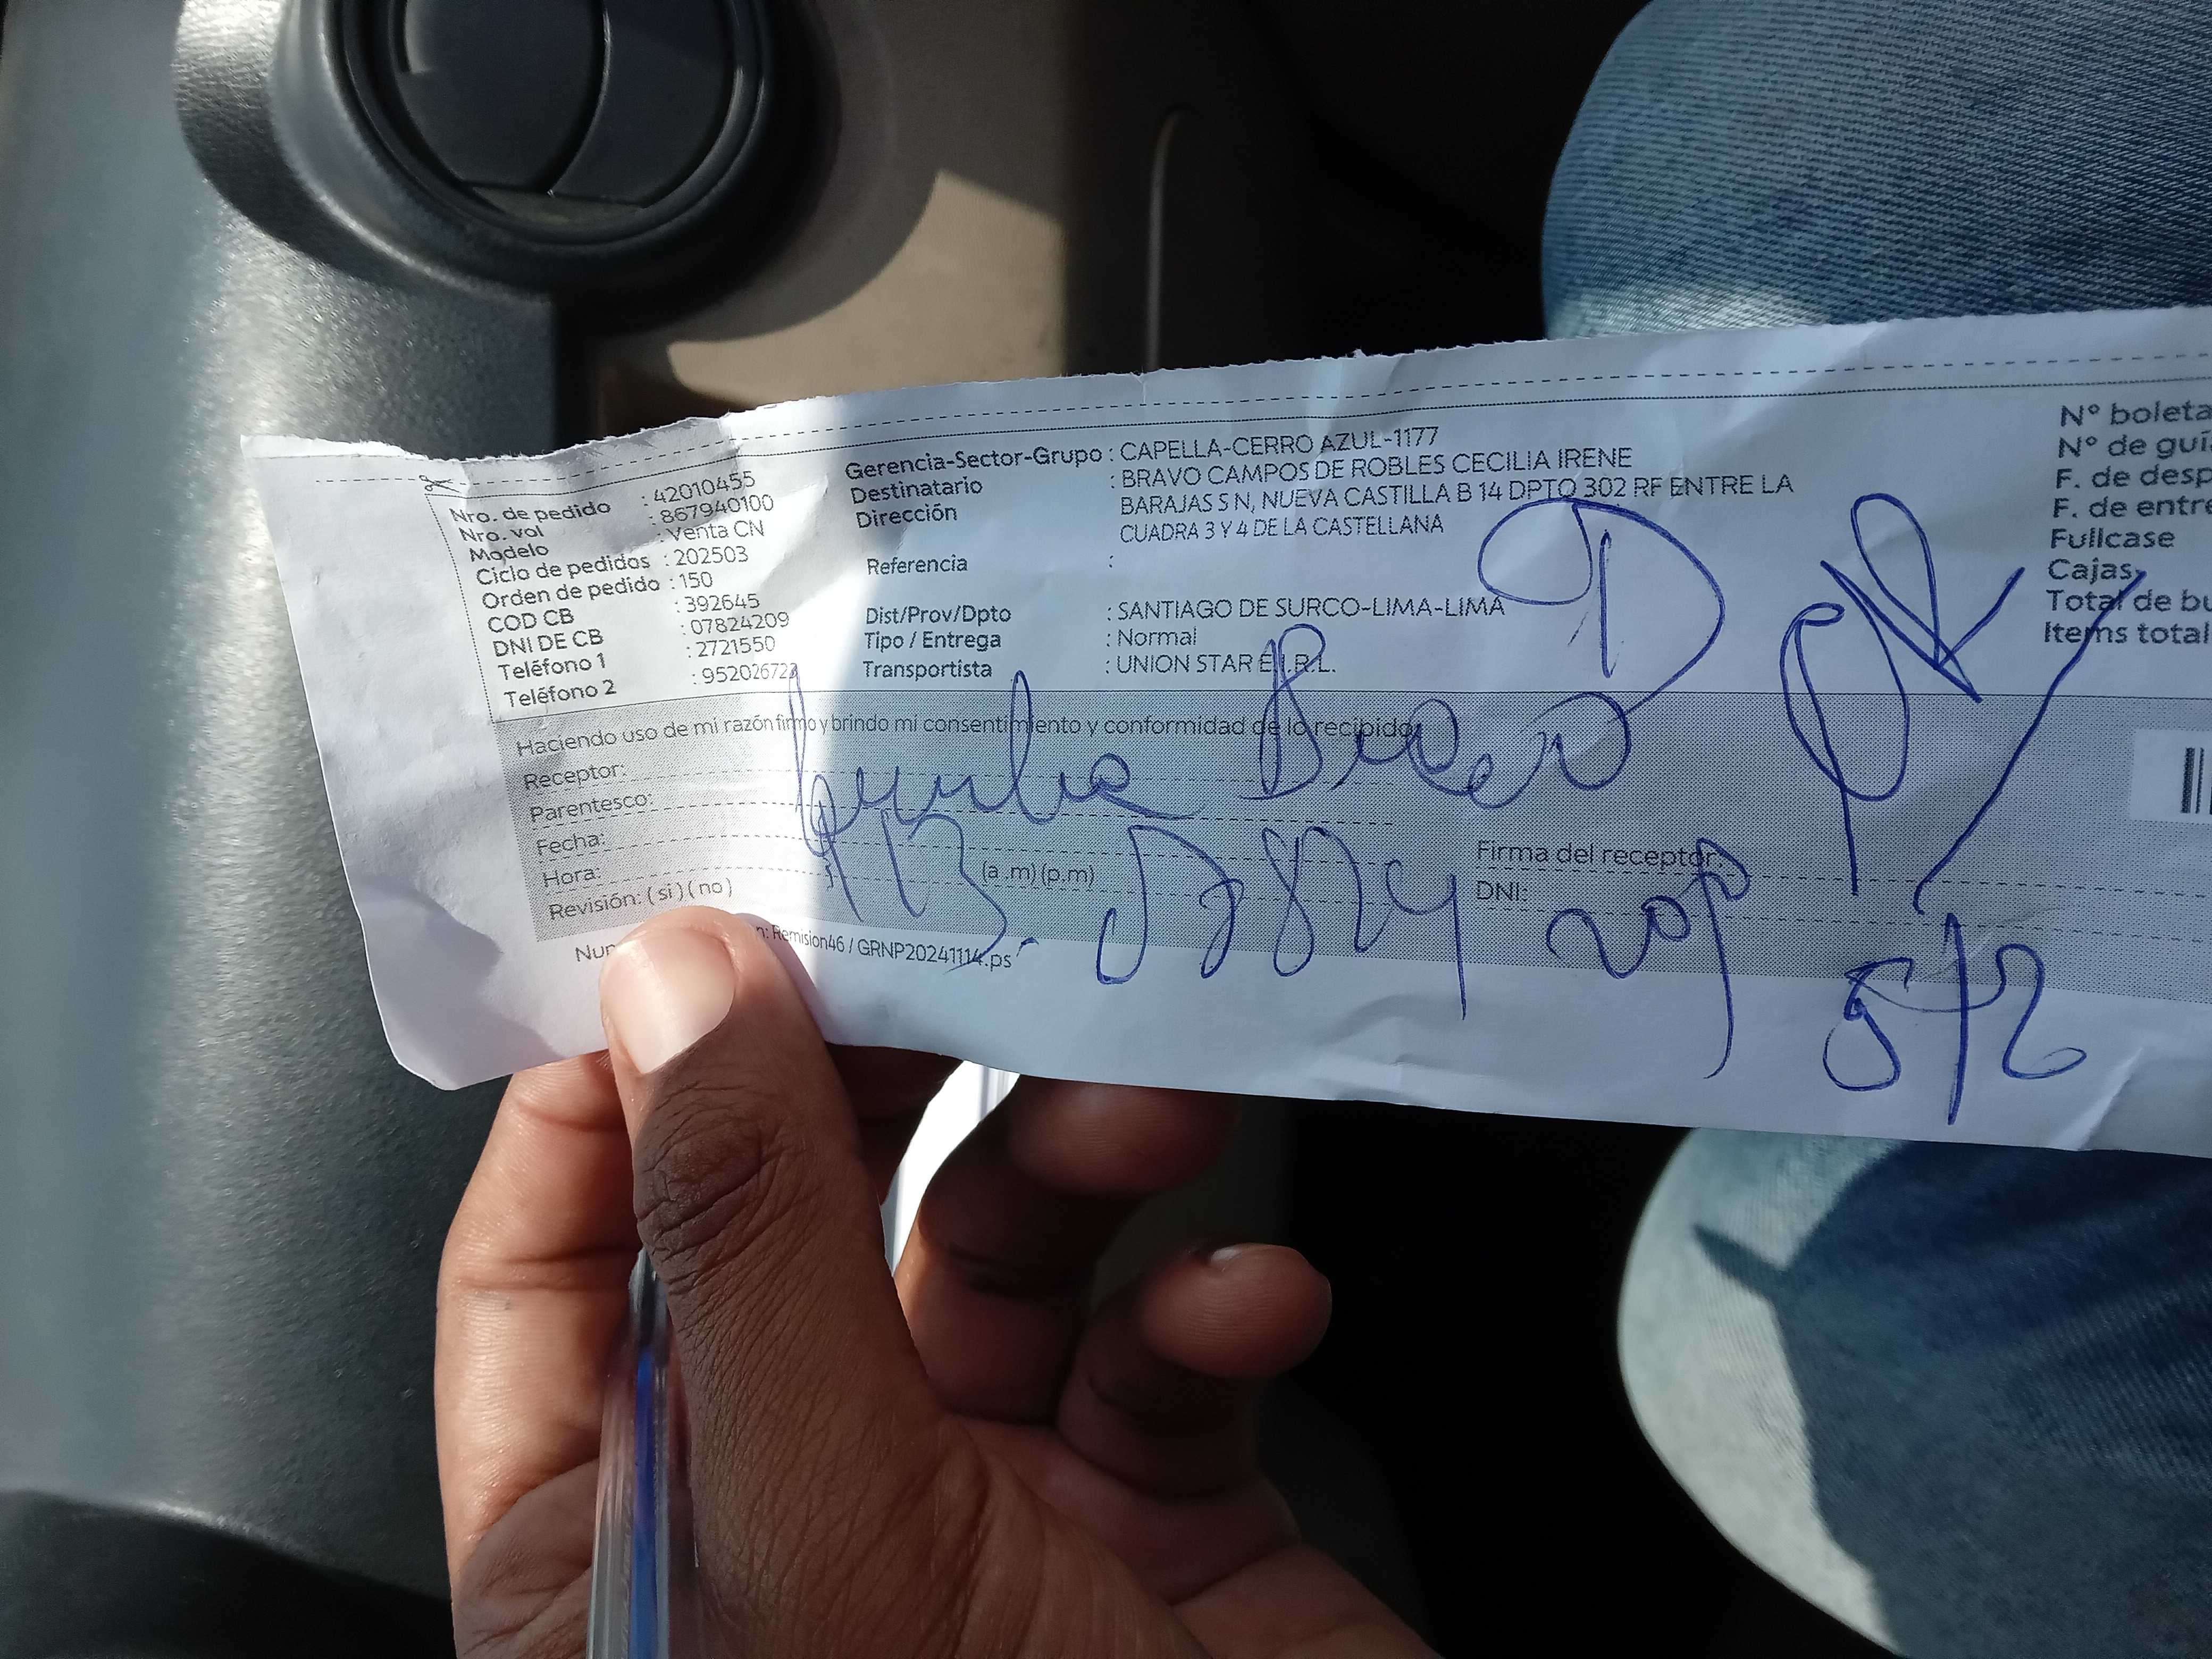 Nro. de pedido : 42010455
Nro. vol : 867940100
Modelo : Venta CN
Ciclo de pedidos : 202503
Orden de pedido : 150
COD CB : 392645
DNI DE CB : 07824209
Teléfono 1 : 2721550
Teléfono 2 : 952026723
Gerencia-Sector-Grupo : CAPELLA-CERRO AZUL-1177
Destinatario : BRAVO CAMPOS DE ROBLES CECILIA IRENE
Dirección BARAJAS S N, NUEVA CASTILLA B 14 DPTO 302 RF ENTRE LA
CUADRA 3 Y 4 DE LA CASTELLANA
Referencia :
Dist/Prov/Dpto : SANTIAGO DE SURCO-LIMA-LIMA
Tipo / Entrega : Normal
Transportista : UNION STAR E.I.R.L.
N° boleta
N° de guí
F. de desp
F. de entre
Fullcase
Cajas
Total de bu
Items total
Haciendo uso de mi razón firmo y brindo mi consentimiento y conformidad de lo recibido
Receptor:
Parentesco:
Fecha:
Hora: (a.m) (p.m)
Revisión: ( si ) ( no )
Firma del receptor:
DNI:
Remision46 / GRNP20241114.ps